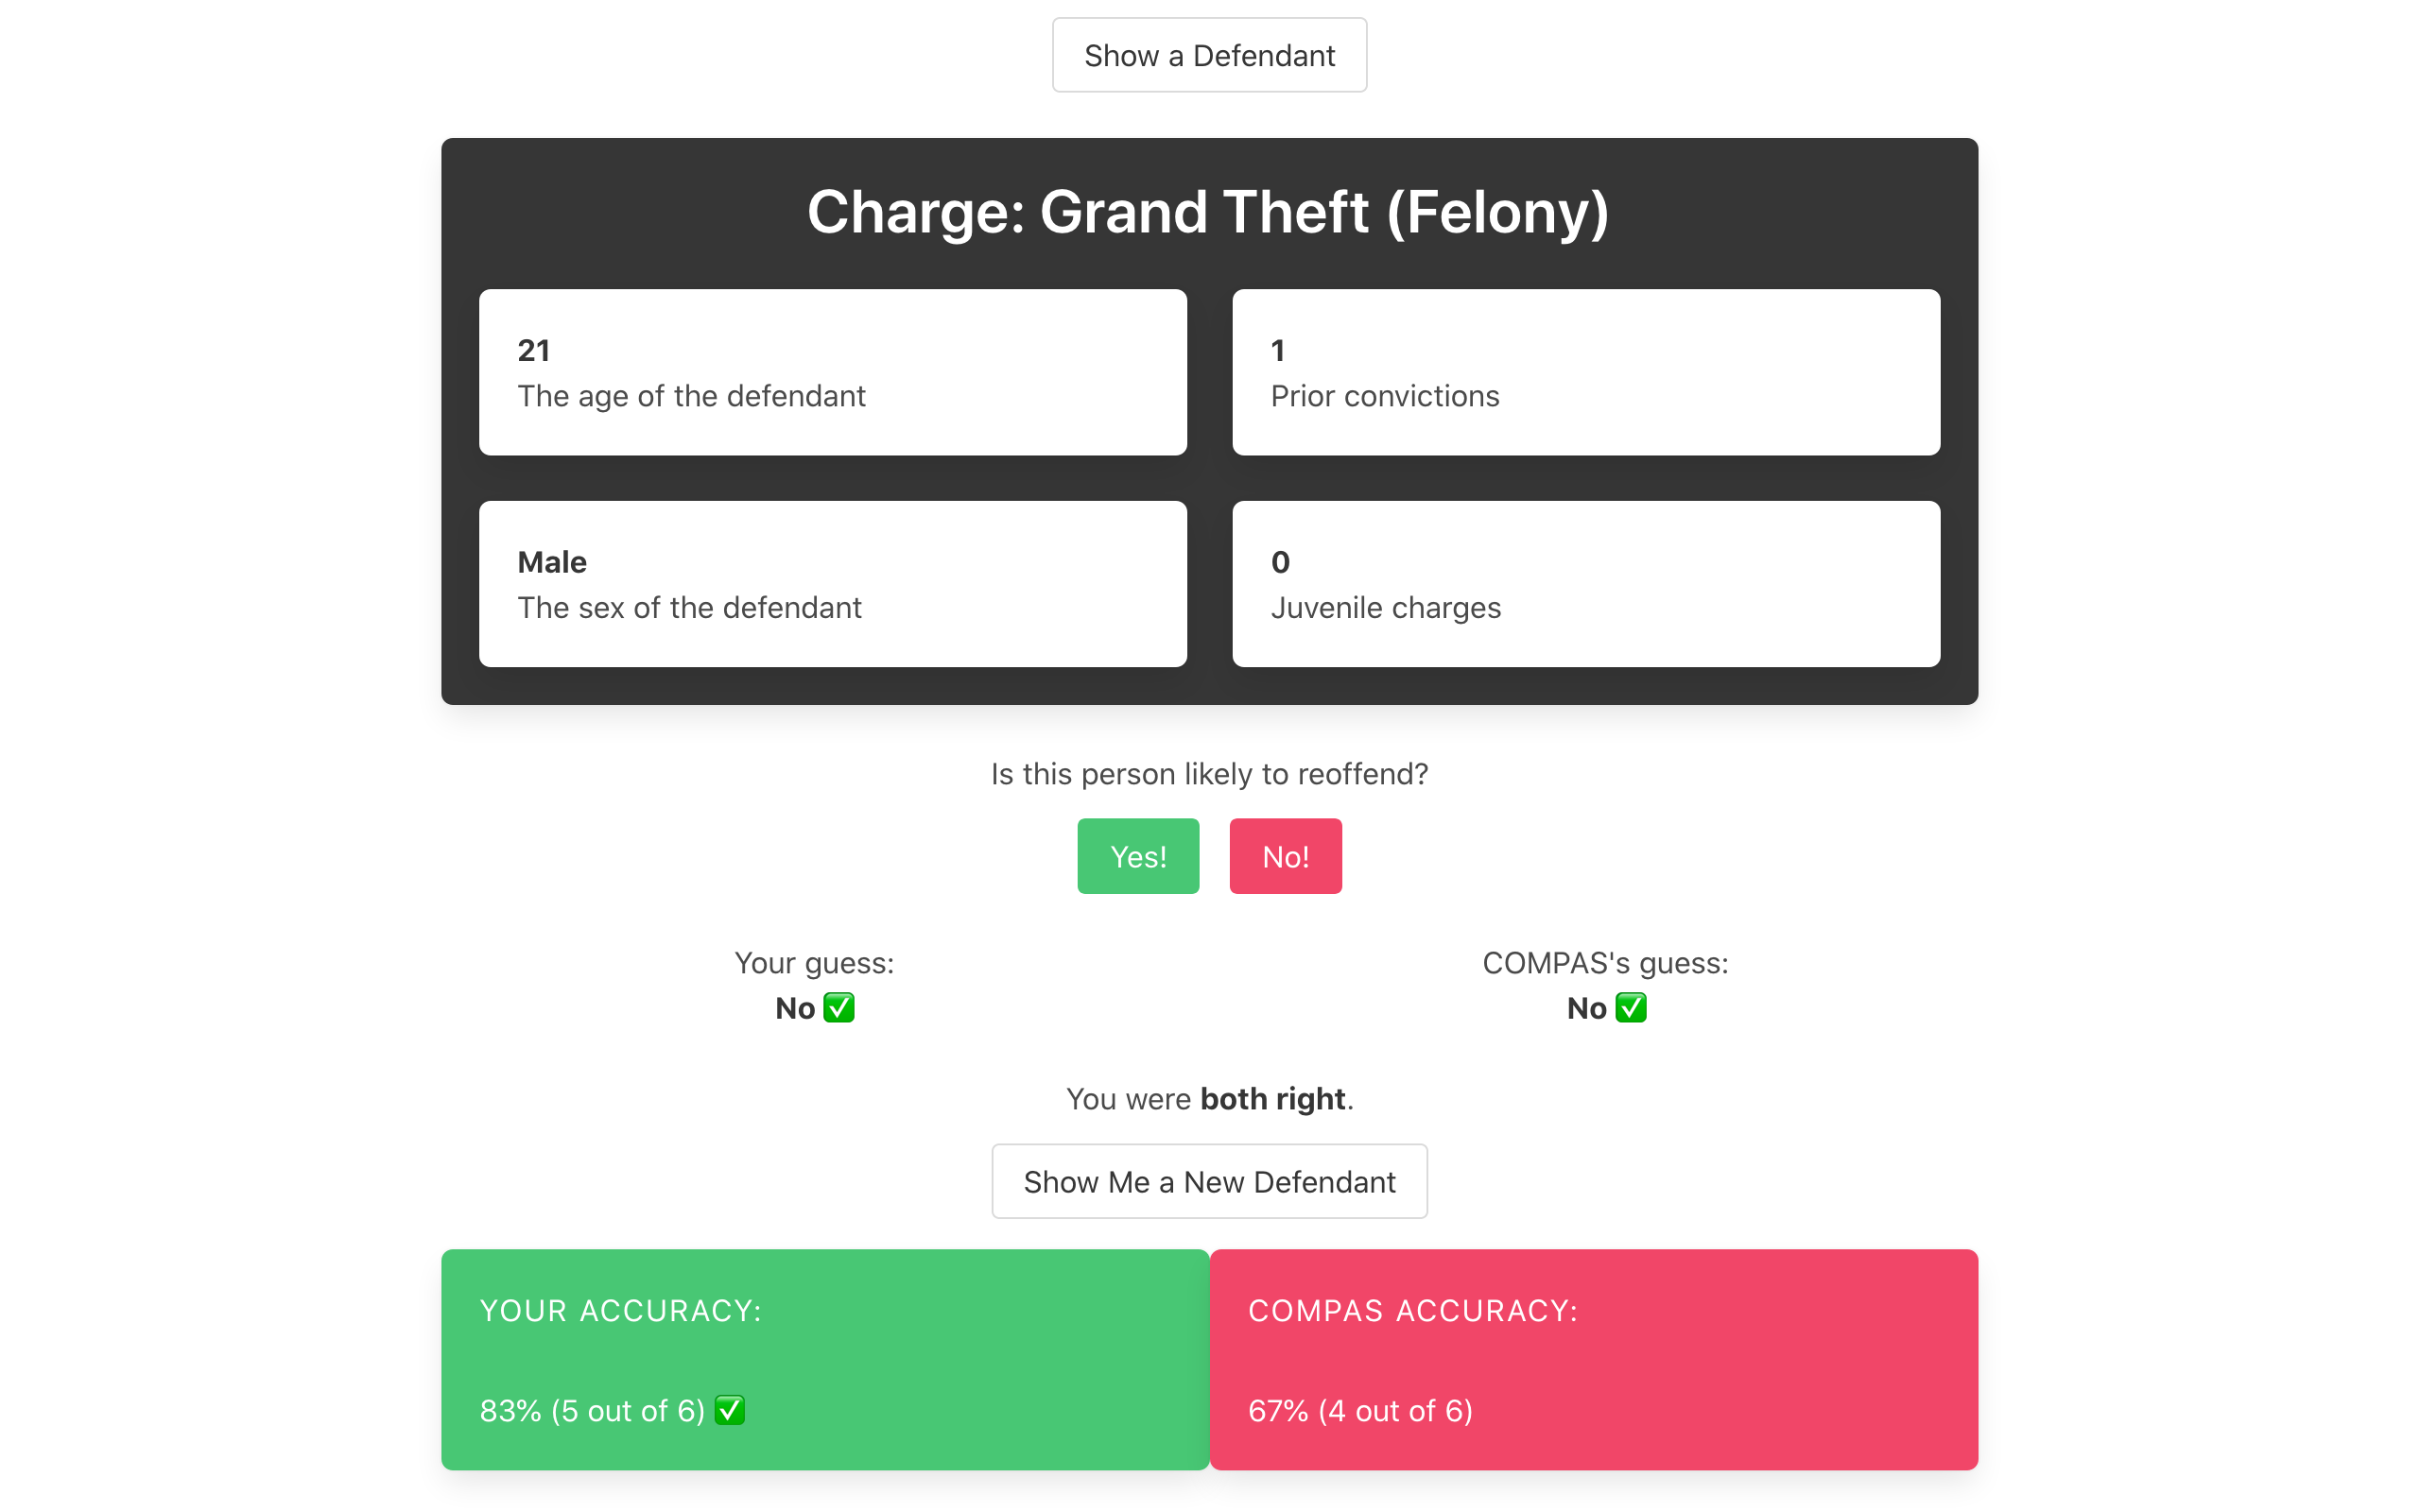 Show a Defendant
Charge: Grand Theft (Felony)
21
The age of the defendant
1
Prior convictions
Male
The sex of the defendant
0
Juvenile charges
Is this person likely to reoffend?
Yes!
No!
Your guess:
No ✅
COMPAS's guess:
No ✅
You were both right.
Show Me a New Defendant
YOUR ACCURACY:
83% (5 out of 6) ✅
COMPAS ACCURACY:
67% (4 out of 6)